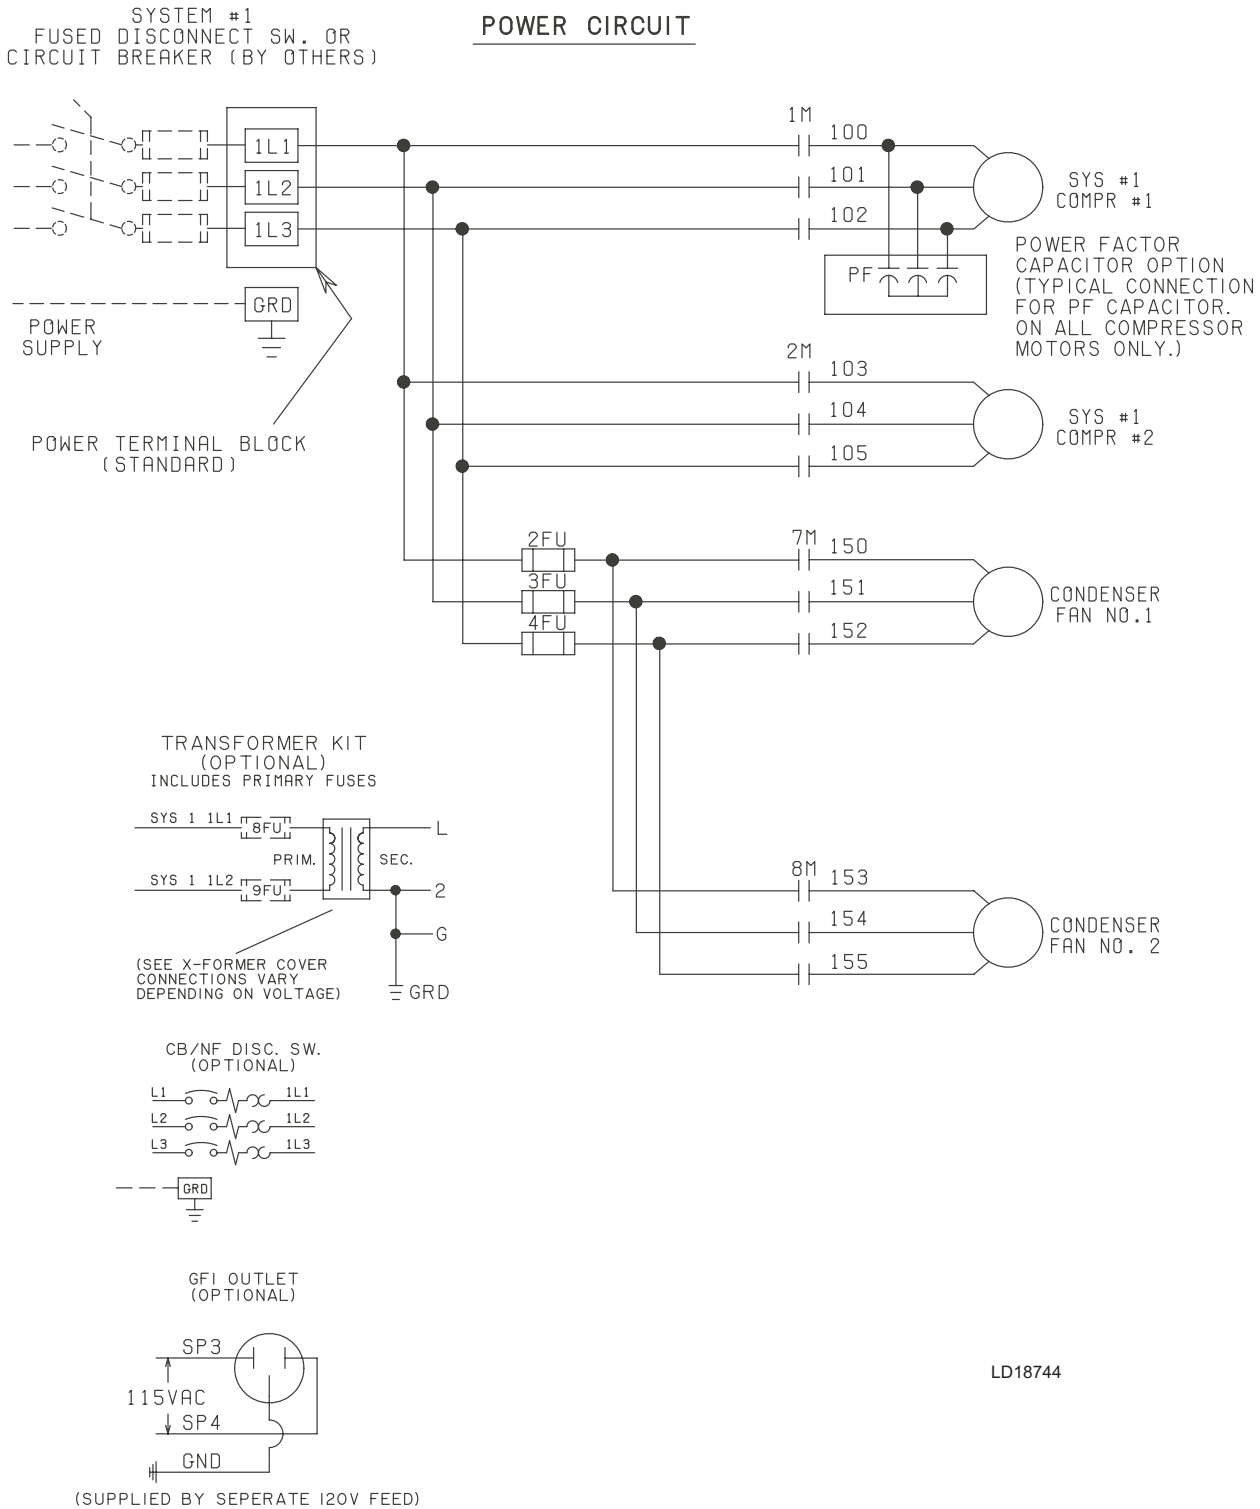 SYSTEM #1
FUSED DISCONNECT SW. OR
CIRCUIT BREAKER (BY OTHERS)
POWER CIRCUIT
1L1
1L2
1L3
GRD
POWER
SUPPLY
POWER TERMINAL BLOCK
(STANDARD)
1M
100
101
102
SYS #1
COMPR #1
PF
POWER FACTOR
CAPACITOR OPTION
(TYPICAL CONNECTION
FOR PF CAPACITOR.
ON ALL COMPRESSOR
MOTORS ONLY.)
2M
103
104
105
SYS #1
COMPR #2
2FU
3FU
4FU
7M
150
151
152
CONDENSER
FAN NO.1
8M
153
154
155
CONDENSER
FAN NO. 2
TRANSFORMER KIT
(OPTIONAL)
INCLUDES PRIMARY FUSES
SYS 1 1L1
8FU
L
PRIM.
SEC.
SYS 1 1L2
9FU
2
G
GRD
(SEE X-FORMER COVER
CONNECTIONS VARY
DEPENDING ON VOLTAGE)
CB/NF DISC. SW.
(OPTIONAL)
L1 1L1
L2 1L2
L3 1L3
GRD
GFI OUTLET
(OPTIONAL)
SP3
115VAC
SP4
GND
(SUPPLIED BY SEPERATE 120V FEED)
LD18744